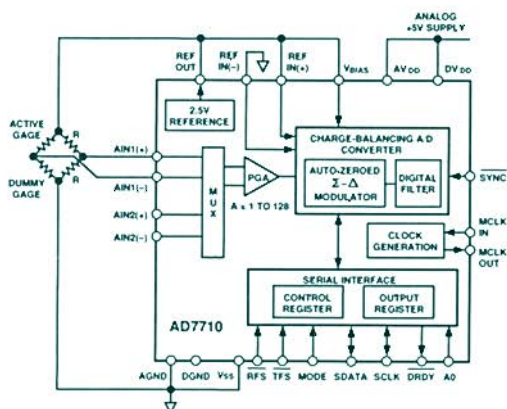 ANALOG
+5V SUPPLY
REF
OUT
REF
IN(-)
REF
IN(+)
VBIAS
AVDD
DVDD
2.5V
REFERENCE
CHARGE-BALANCING A/D
CONVERTER
AUTO-ZEROED
Σ-Δ
MODULATOR
DIGITAL
FILTER
SYNC
ACTIVE
GAGE
R
DUMMY
GAGE
R
AIN1(+)
AIN1(-)
AIN2(+)
AIN2(-)
MUX
PGA
A = 1 TO 128
CLOCK
GENERATION
MCLK
IN
MCLK
OUT
SERIAL INTERFACE
CONTROL
REGISTER
OUTPUT
REGISTER
AD7710
AGND DGND VSS RFS TFS MODE SDATA SCLK DRDY A0